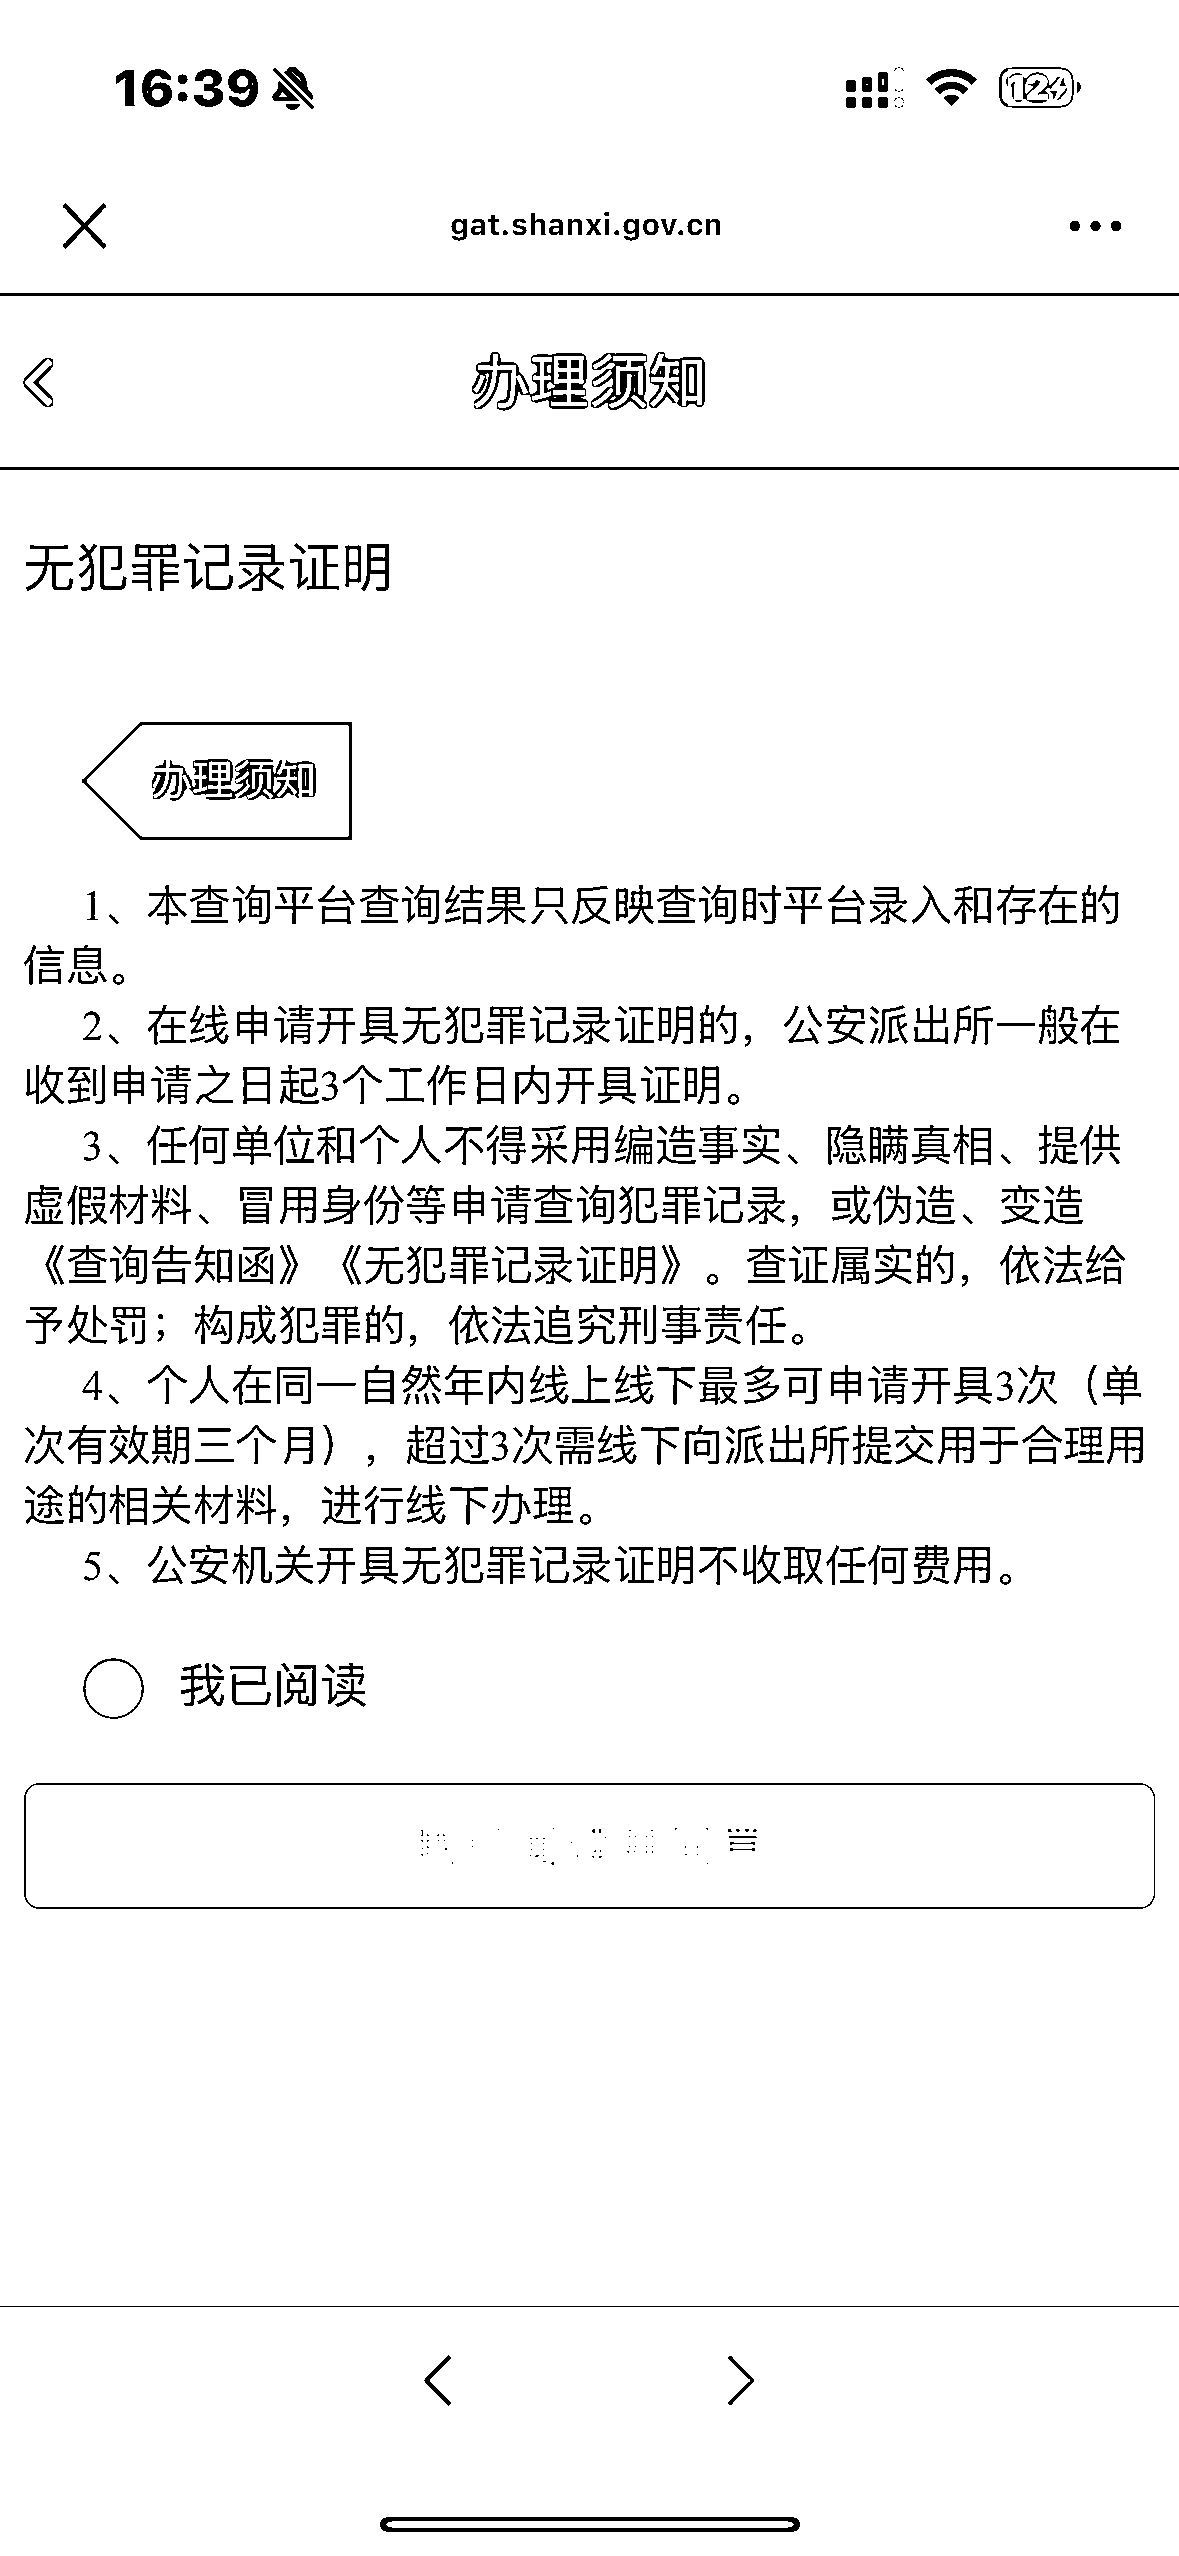 16:39
12
gat.shanxi.gov.cn
办理须知
无犯罪记录证明
办理须知
1、本查询平台查询结果只反映查询时平台录入和存在的
信息。
2、在线申请开具无犯罪记录证明的，公安派出所一般在
收到申请之日起3个工作日内开具证明。
3、任何单位和个人不得采用编造事实、隐瞒真相、提供
虚假材料、冒用身份等申请查询犯罪记录，或伪造、变造
《查询告知函》《无犯罪记录证明》。查证属实的，依法给
予处罚；构成犯罪的，依法追究刑事责任。
4、个人在同一自然年内线上线下最多可申请开具3次（单
次有效期三个月），超过3次需线下向派出所提交用于合理用
途的相关材料，进行线下办理。
5、公安机关开具无犯罪记录证明不收取任何费用。
我已阅读